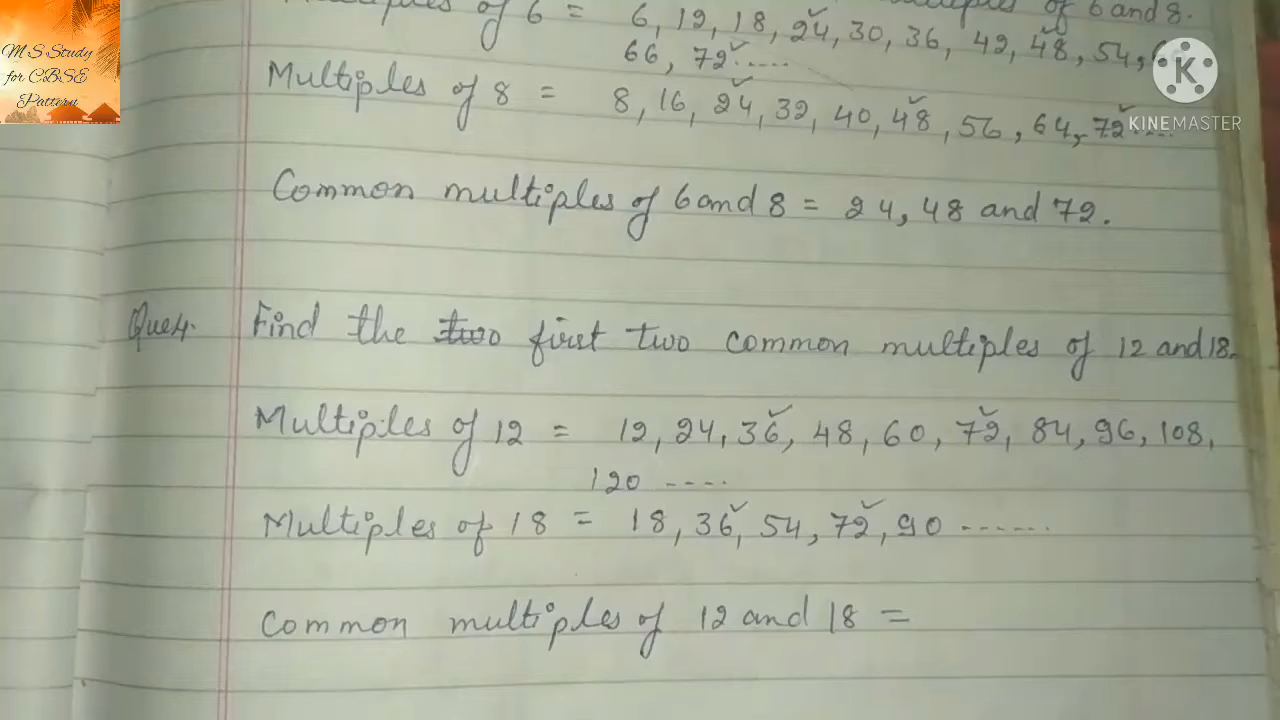 M S Study
for CBSE
Pattern
Multiples of 6 = 6, 12, 18, 24, 30, 36, 42, 48, 54,
multiples of 6 and 8.
66, 72.....
Multiples of 8 = 8, 16, 24, 32, 40, 48, 56, 64, 72....
KINEMASTER
Common multiples of 6 and 8 = 24, 48 and 72.
Que4. Find the two first two common multiples of 12 and 18.
Multiples of 12 = 12, 24, 36, 48, 60, 72, 84, 96, 108,
120 ----
Multiples of 18 = 18, 36, 54, 72, 90 ------
Common multiples of 12 and 18 =